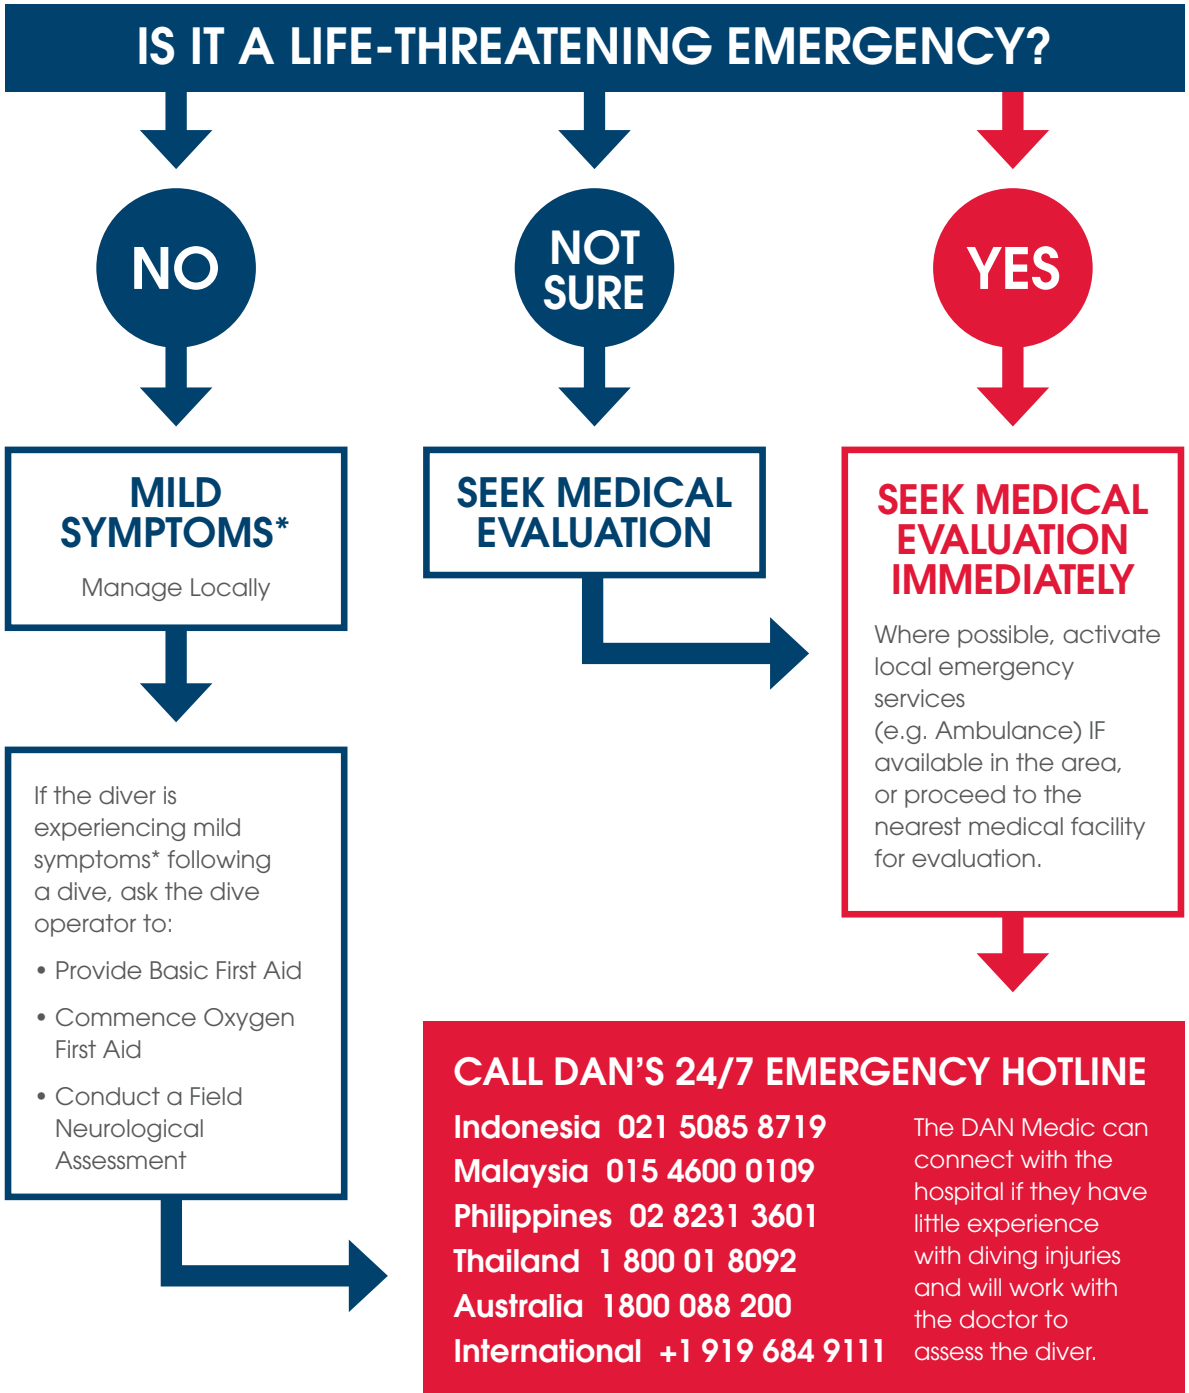 IS IT A LIFE-THREATENING EMERGENCY?
NO
NOT
SURE
YES
MILD
SYMPTOMS*
Manage Locally
SEEK MEDICAL
EVALUATION
SEEK MEDICAL
EVALUATION
IMMEDIATELY
Where possible, activate
local emergency
services
(e.g. Ambulance) IF
available in the area,
or proceed to the
nearest medical facility
for evaluation.
If the diver is
experiencing mild
symptoms* following
a dive, ask the dive
operator to:
• Provide Basic First Aid
• Commence Oxygen
First Aid
• Conduct a Field
Neurological
Assessment
CALL DAN’S 24/7 EMERGENCY HOTLINE
Indonesia 021 5085 8719
Malaysia 015 4600 0109
Philippines 02 8231 3601
Thailand 1 800 01 8092
Australia 1800 088 200
International +1 919 684 9111
The DAN Medic can
connect with the
hospital if they have
little experience
with diving injuries
and will work with
the doctor to
assess the diver.